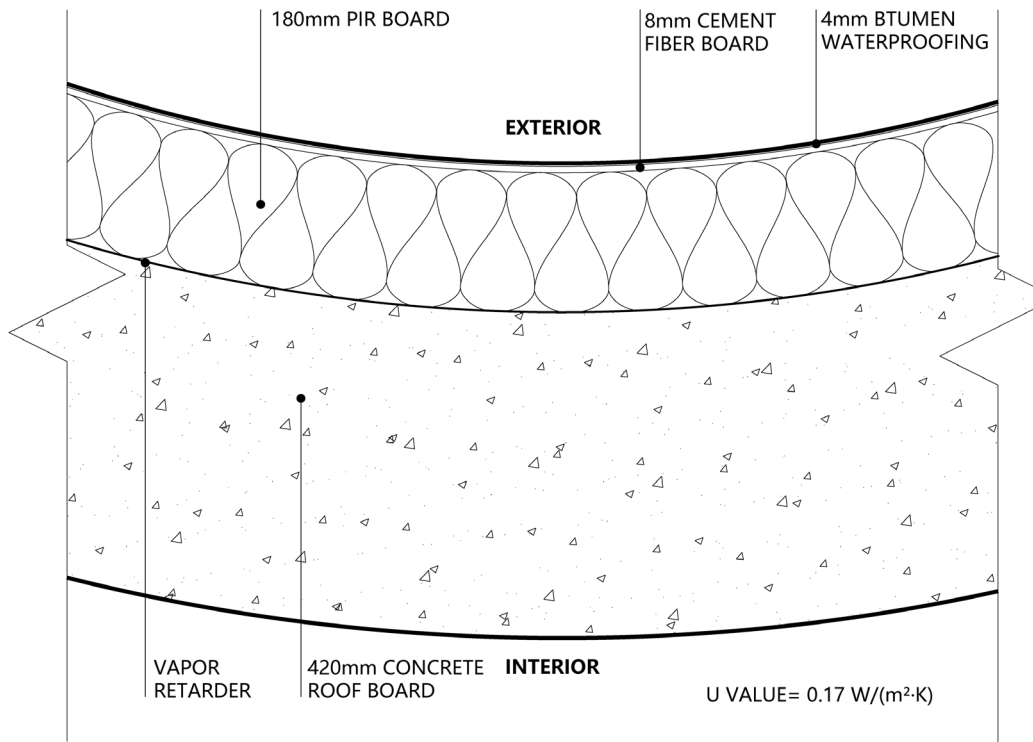 180mm PIR BOARD
8mm CEMENT
FIBER BOARD
4mm BTUMEN
WATERPROOFING
EXTERIOR
VAPOR
RETARDER
420mm CONCRETE
ROOF BOARD
INTERIOR
U VALUE= 0.17 W/(m²·K)